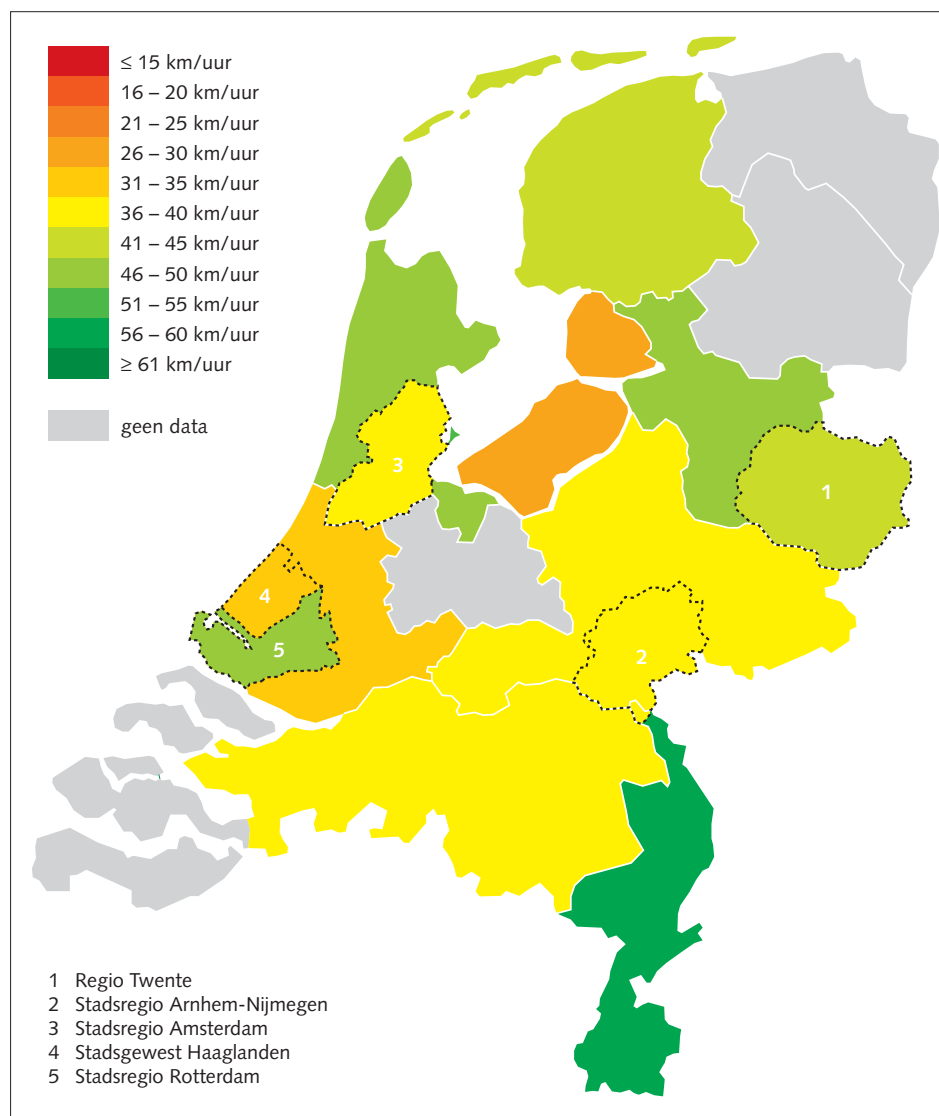 ≤ 15 km/uur
16 – 20 km/uur
21 – 25 km/uur
26 – 30 km/uur
31 – 35 km/uur
36 – 40 km/uur
41 – 45 km/uur
46 – 50 km/uur
51 – 55 km/uur
56 – 60 km/uur
≥ 61 km/uur
geen data
3
1
4
5
2
1 Regio Twente
2 Stadsregio Arnhem-Nijmegen
3 Stadsregio Amsterdam
4 Stadsgewest Haaglanden
5 Stadsregio Rotterdam